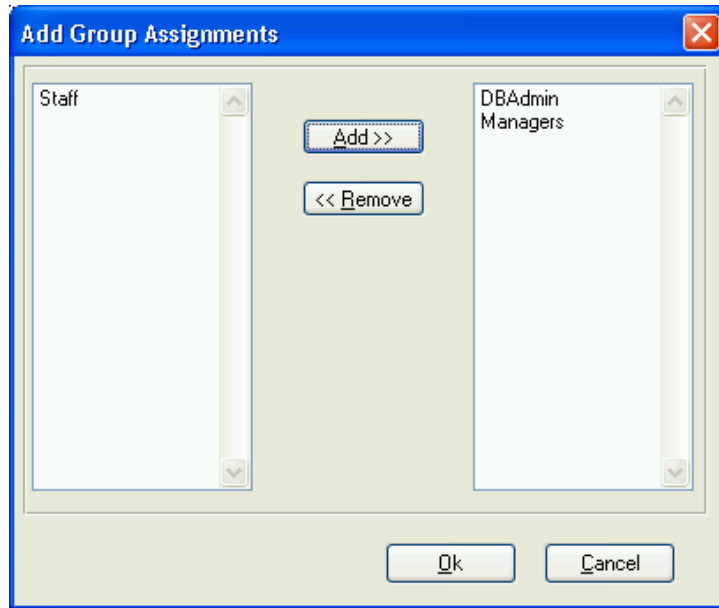 Add Group Assignments
Staff
DBAdmin
Managers
Add >>
<< Remove
Ok
Cancel